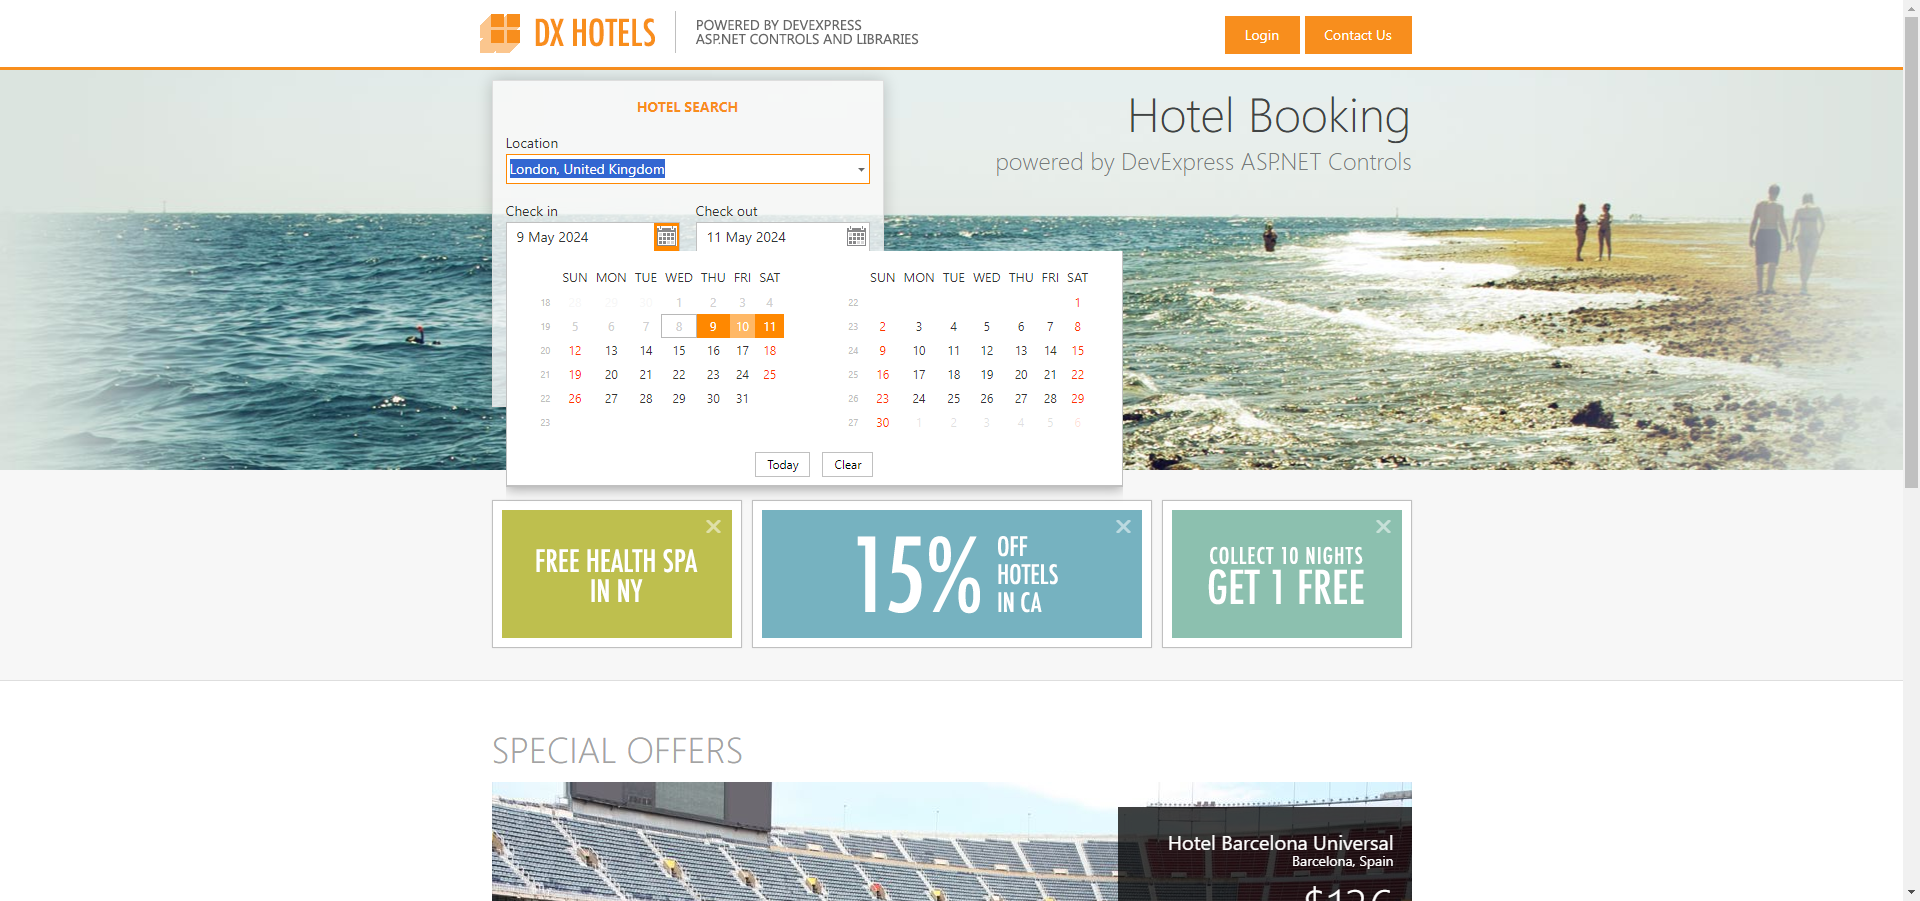 DX HOTELS
POWERED BY DEVEXPRESS
ASP.NET CONTROLS AND LIBRARIES
Login
Contact Us
HOTEL SEARCH
Location
London, United Kingdom
Check in
Check out
9 May 2024
11 May 2024
Hotel Booking
powered by DevExpress ASP.NET Controls
SUN MON TUE WED THU FRI SAT
18 28 29 30 1 2 3 4
19 5 6 7 8 9 10 11
20 12 13 14 15 16 17 18
21 19 20 21 22 23 24 25
22 26 27 28 29 30 31
23
SUN MON TUE WED THU FRI SAT
22 1
23 2 3 4 5 6 7 8
24 9 10 11 12 13 14 15
25 16 17 18 19 20 21 22
26 23 24 25 26 27 28 29
27 30 1 2 3 4 5 6
Today
Clear
FREE HEALTH SPA
IN NY
15%
OFF
HOTELS
IN CA
COLLECT 10 NIGHTS
GET 1 FREE
SPECIAL OFFERS
Hotel Barcelona Universal
Barcelona, Spain